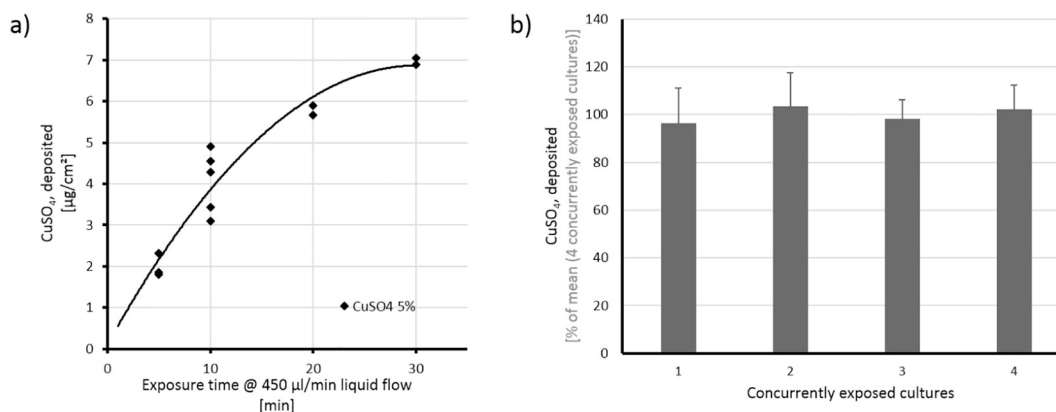 a)
CuSO₄, deposited
[µg/cm²]
8
7
6
5
4
3
2
1
0
0 10 20 30
CuSO4 5%
Exposure time @ 450 µl/min liquid flow
[min]
b)
CuSO₄, deposited
[% of mean (4 concurrently exposed cultures)]
140
120
100
80
60
40
20
0
1 2 3 4
Concurrently exposed cultures